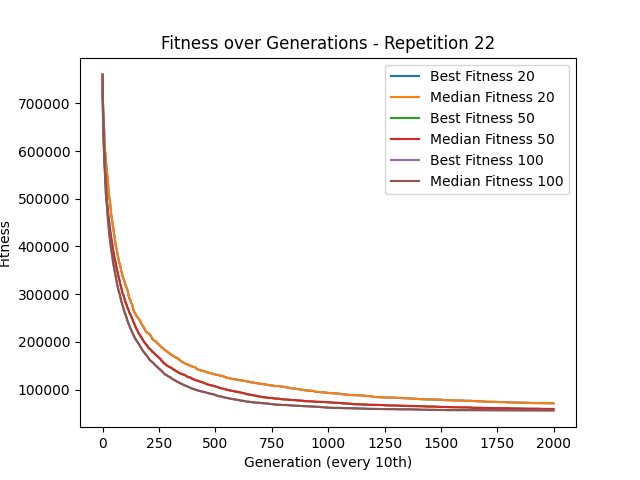 Fitness over Generations - Repetition 22
Best Fitness 20
Median Fitness 20
Best Fitness 50
Median Fitness 50
Best Fitness 100
Median Fitness 100
700000
600000
500000
400000
300000
200000
100000
Fitness
0 250 500 750 1000 1250 1500 1750 2000
Generation (every 10th)